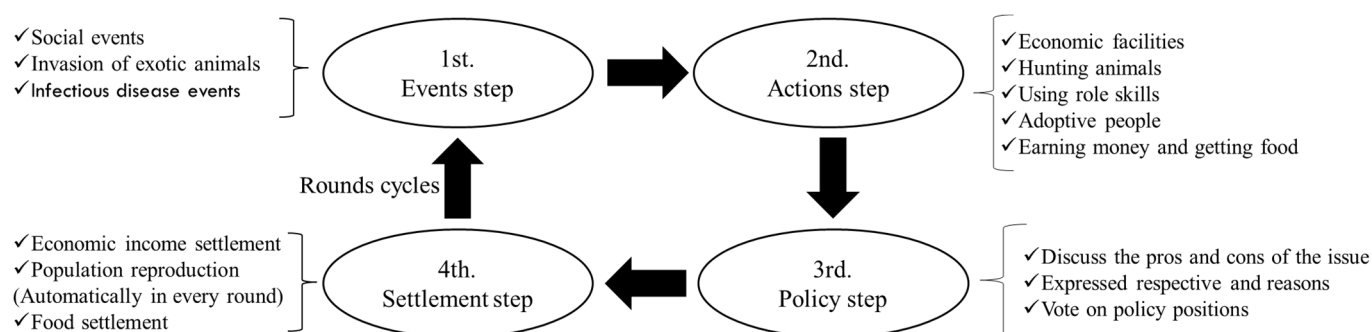 ✓Social events
✓Invasion of exotic animals
✓Infectious disease events
1st.
Events step
2nd.
Actions step
✓Economic facilities
✓Hunting animals
✓Using role skills
✓Adoptive people
✓Earning money and getting food
Rounds cycles
✓Economic income settlement
✓Population reproduction
(Automatically in every round)
✓Food settlement
4th.
Settlement step
3rd.
Policy step
✓Discuss the pros and cons of the issue
✓Expressed respective and reasons
✓Vote on policy positions